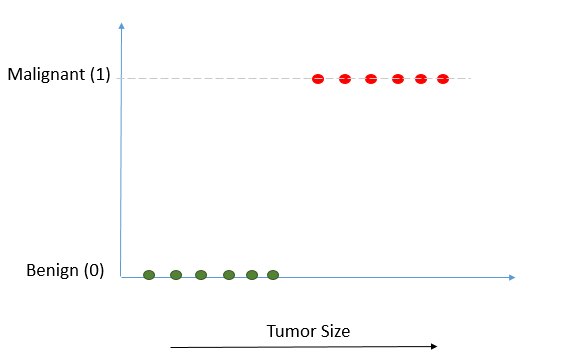 Malignant (1)
Benign (0)
Tumor Size